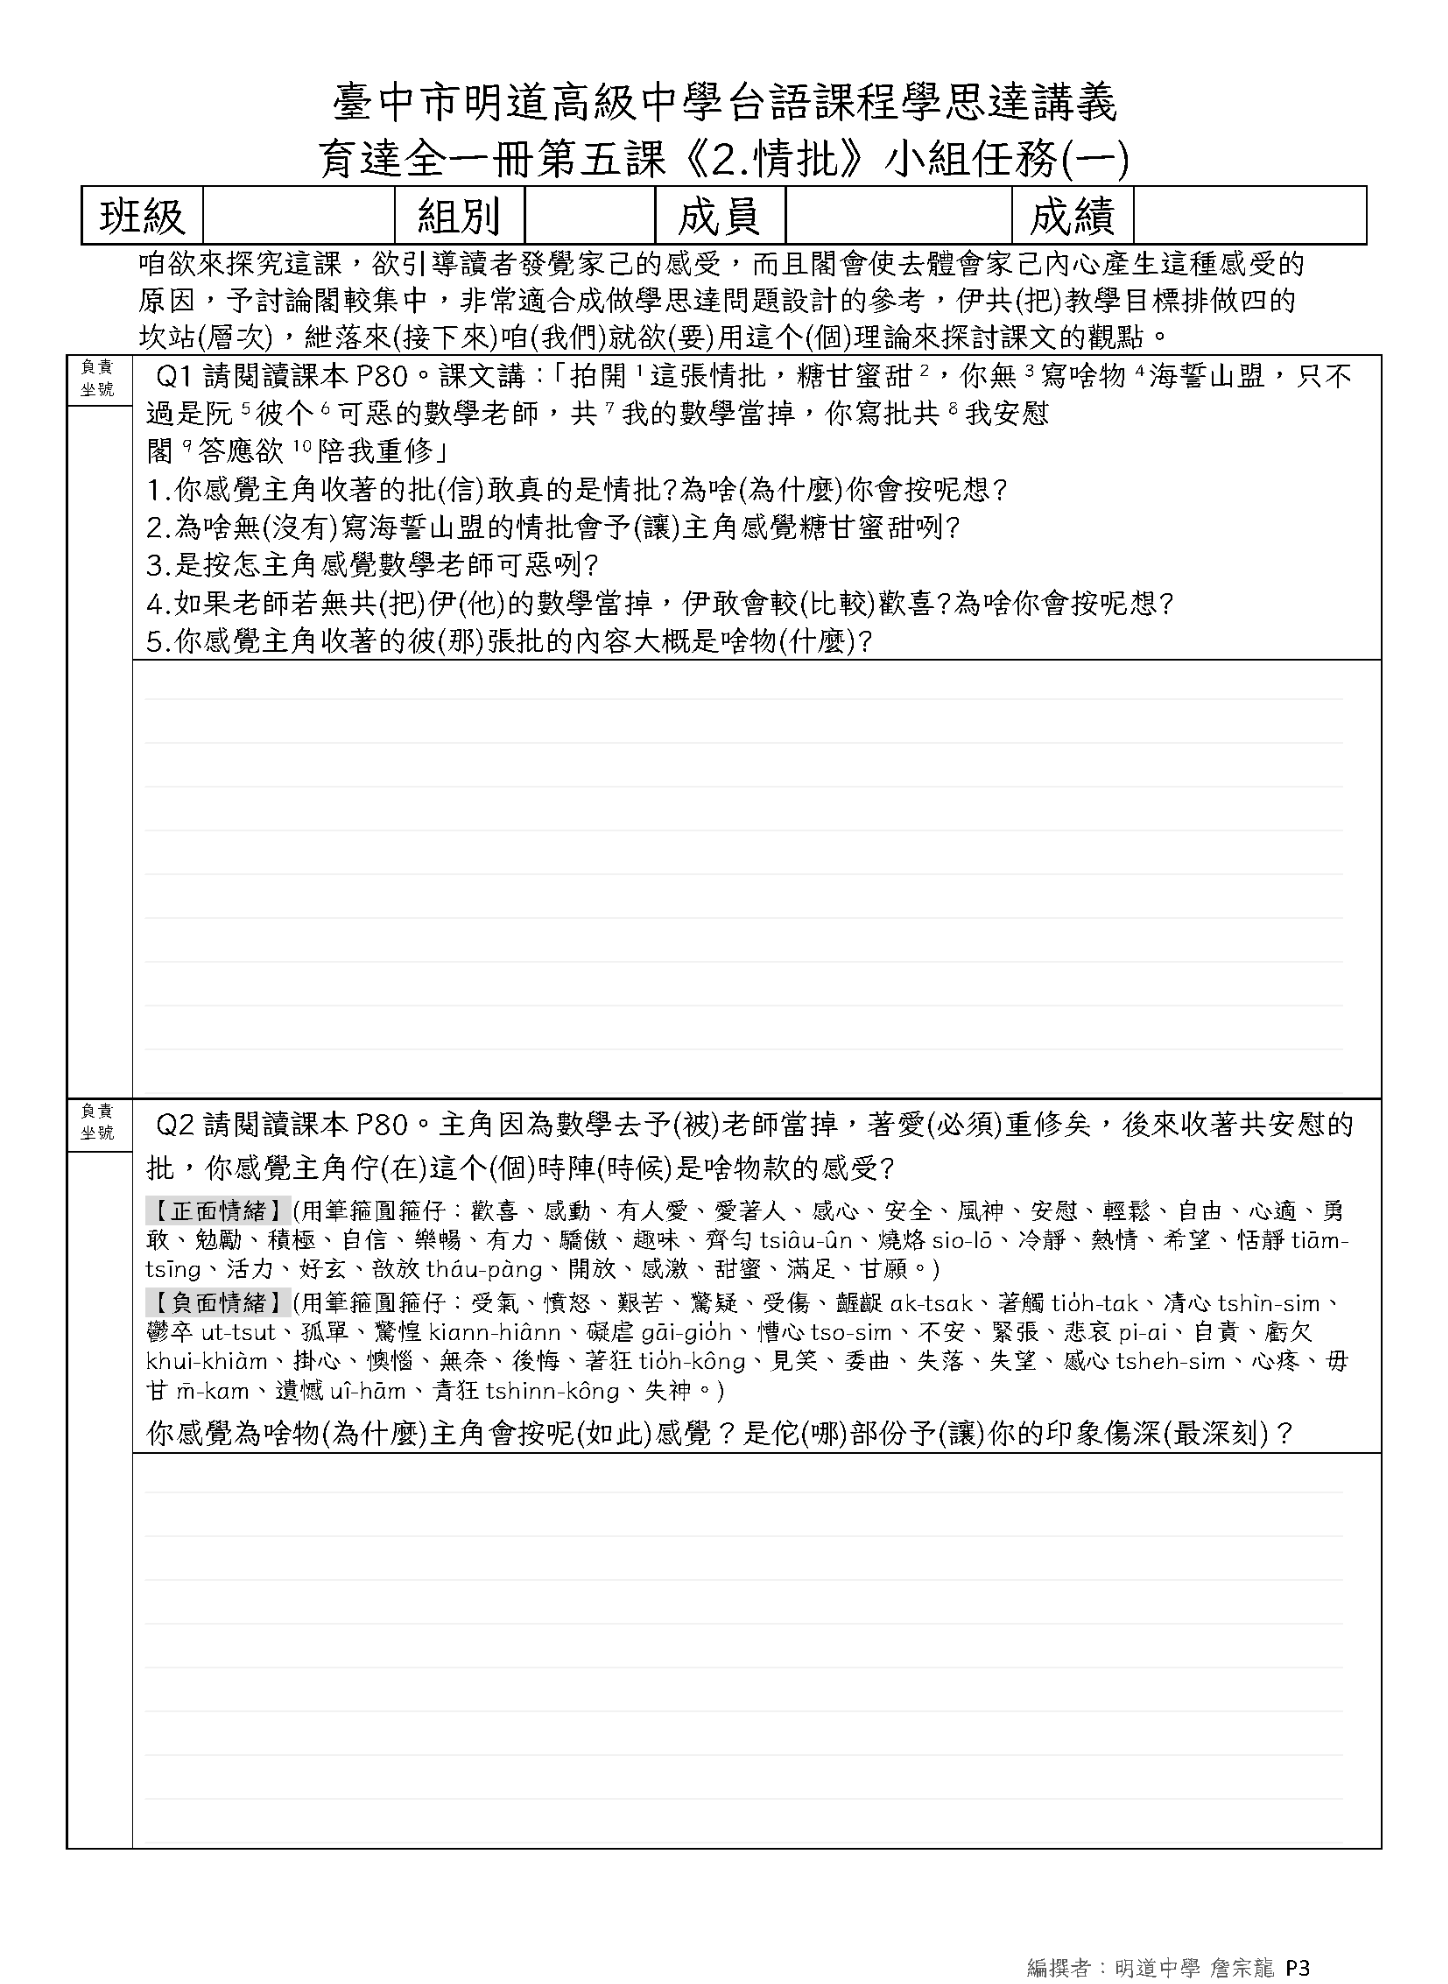 臺中市明道高級中學台語課程學思達講義
育達全一冊第五課《2.情批》小組任務(一)
班級 組別 成員 成績
咱欲來探究這課，欲引導讀者發覺家己的感受，而且閣會使去體會家己內心產生這種感受的
原因，予討論閣較集中，非常適合成做學思達問題設計的參考，伊共(把)教學目標排做四的
坎站(層次)，紲落來(接下來)咱(我們)就欲(要)用這个(個)理論來探討課文的觀點。
負責
坐號
Q1 請閱讀課本 P80。課文講：「拍開 1 這張情批，糖甘蜜甜 2，你無 3 寫啥物 4 海誓山盟，只不
過是阮 5 彼个 6 可惡的數學老師，共 7 我的數學當掉，你寫批共 8 我安慰
閣 9 答應欲 10 陪我重修」
1.你感覺主角收著的批(信)敢真的是情批?為啥(為什麼)你會按呢想?
2.為啥無(沒有)寫海誓山盟的情批會予(讓)主角感覺糖甘蜜甜咧?
3.是按怎主角感覺數學老師可惡咧?
4.如果老師若無共(把)伊(他)的數學當掉，伊敢會較(比較)歡喜?為啥你會按呢想?
5.你感覺主角收著的彼(那)張批的內容大概是啥物(什麼)?
負責
坐號
Q2 請閱讀課本 P80。主角因為數學去予(被)老師當掉，著愛(必須)重修矣，後來收著共安慰的
批，你感覺主角佇(在)這个(個)時陣(時候)是啥物款的感受?
【正面情緒】(用筆箍圓箍仔：歡喜、感動、有人愛、愛著人、感心、安全、風神、安慰、輕鬆、自由、心適、勇
敢、勉勵、積極、自信、樂暢、有力、驕傲、趣味、齊勻 tsiâu-ûn、燒烙 sio-lō、冷靜、熱情、希望、恬靜 tiām-
tsīng、活力、好玄、敨放 tháu-pàng、開放、感激、甜蜜、滿足、甘願。)
【負面情緒】(用筆箍圓箍仔：受氣、憤怒、艱苦、驚疑、受傷、齷齪 ak-tsak、著觸 tio̍h-tak、凊心 tshìn-sim、
鬱卒 ut-tsut、孤單、驚惶 kiann-hiânn、礙虐 gāi-gio̍h、慒心 tso-sim、不安、緊張、悲哀 pi-ai、自責、虧欠
khui-khiàm、掛心、懊惱、無奈、後悔、著狂 tio̍h-kông、見笑、委曲、失落、失望、慼心 tsheh-sim、心疼、毋
甘 m̄-kam、遺憾 uî-hām、青狂 tshinn-kông、失神。)
你感覺為啥物(為什麼)主角會按呢(如此)感覺？是佗(哪)部份予(讓)你的印象傷深(最深刻)？
編撰者：明道中學 詹宗龍 P3